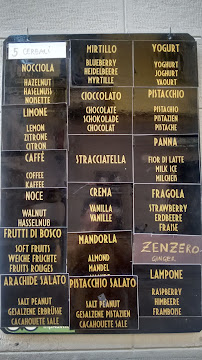 5 CEREALI
NOCCIOLA
HAZELNUT
HASELNUSS
NOISETTE
LIMONE
LEMON
ZITRONE
CITRON
CAFFÈ
COFFEE
KAFFEE
NOCE
WALNUT
HASSELNUB
FRUTTI DI BOSCO
SOFT FRUITS
WEICHE FRUCHTE
FRUITS ROUGES
ARACHIDE SALATO
SALT PEANUT
GESALZENE ERBRÜSSE
CACAHOUETE SALE
MIRTILLO
BLUEBERRY
HEIDELBEERE
MYRTILLE
CIOCCOLATO
CHOCOLATE
SCHOKOLADE
CHOCOLAT
STRACCIATELLA
CREMA
VANILLA
VANILLE
MANDORLA
ALMOND
MANDEL
PISTACCHIO SALATO
SALT PEANUT
GESALZENE PISTAZIEN
CACAHOUETE SALE
YOGURT
YOGHURT
JOGHURT
YAOURT
PISTACCHIO
PISTACHIO
PISTAZIEN
PISTACHE
PANNA
FIOR DI LATTE
MILK ICE
MILCHEIS
FRAGOLA
STRAWBERRY
ERDBEERE
FRAISE
ZENZERO
GINGER
LAMPONE
RASPBERRY
HIMBEERE
FRAMBOISE